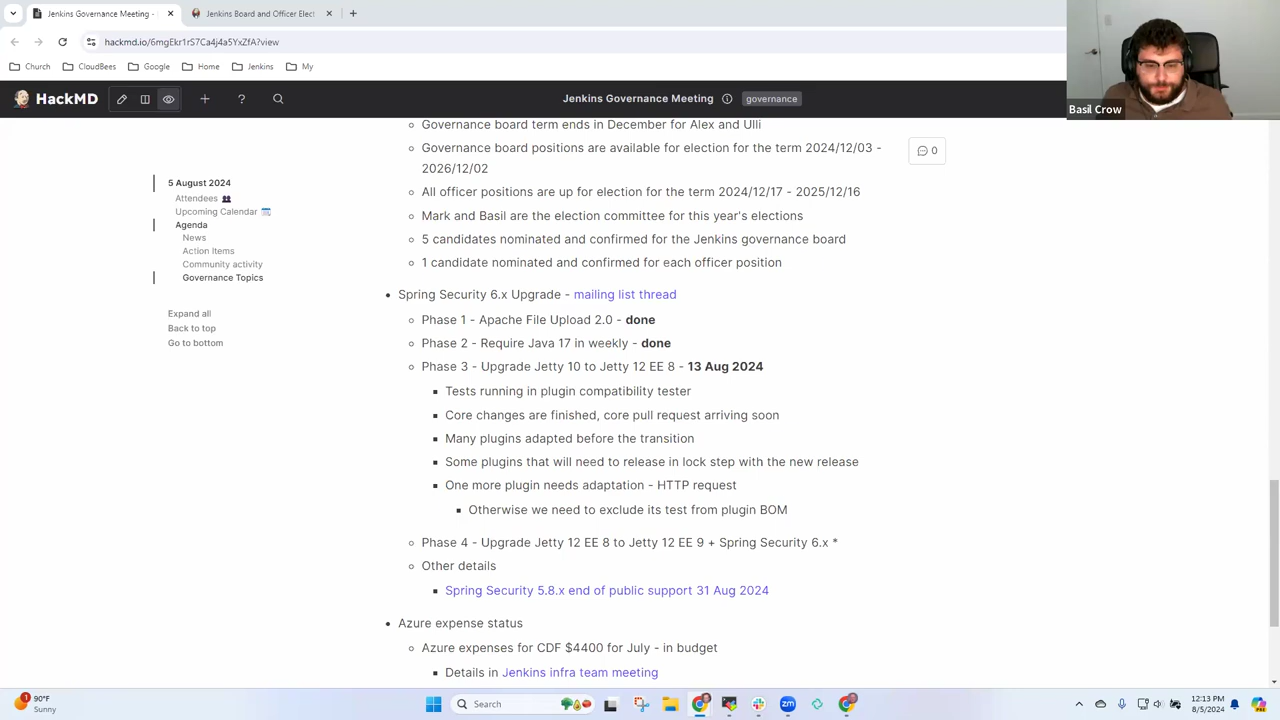 Jenkins Governance Meeting -
Jenkins Board and Officer Elect
hackmd.io/6mgEkr1rS7Ca4j4a5YxZfA?view
Church
CloudBees
Google
Home
Jenkins
My
HackMD
Jenkins Governance Meeting
governance
Basil Crow
5 August 2024
Attendees
Upcoming Calendar
Agenda
News
Action Items
Community activity
Governance Topics
Expand all
Back to top
Go to bottom
Governance board term ends in December for Alex and Ulli
Governance board positions are available for election for the term 2024/12/03 -
2026/12/02
All officer positions are up for election for the term 2024/12/17 - 2025/12/16
Mark and Basil are the election committee for this year's elections
5 candidates nominated and confirmed for the Jenkins governance board
1 candidate nominated and confirmed for each officer position
Spring Security 6.x Upgrade - mailing list thread
Phase 1 - Apache File Upload 2.0 - done
Phase 2 - Require Java 17 in weekly - done
Phase 3 - Upgrade Jetty 10 to Jetty 12 EE 8 - 13 Aug 2024
Tests running in plugin compatibility tester
Core changes are finished, core pull request arriving soon
Many plugins adapted before the transition
Some plugins that will need to release in lock step with the new release
One more plugin needs adaptation - HTTP request
Otherwise we need to exclude its test from plugin BOM
Phase 4 - Upgrade Jetty 12 EE 8 to Jetty 12 EE 9 + Spring Security 6.x *
Other details
Spring Security 5.8.x end of public support 31 Aug 2024
Azure expense status
Azure expenses for CDF $4400 for July - in budget
Details in Jenkins infra team meeting
0
1
90°F
Sunny
Search
12:13 PM
8/5/2024